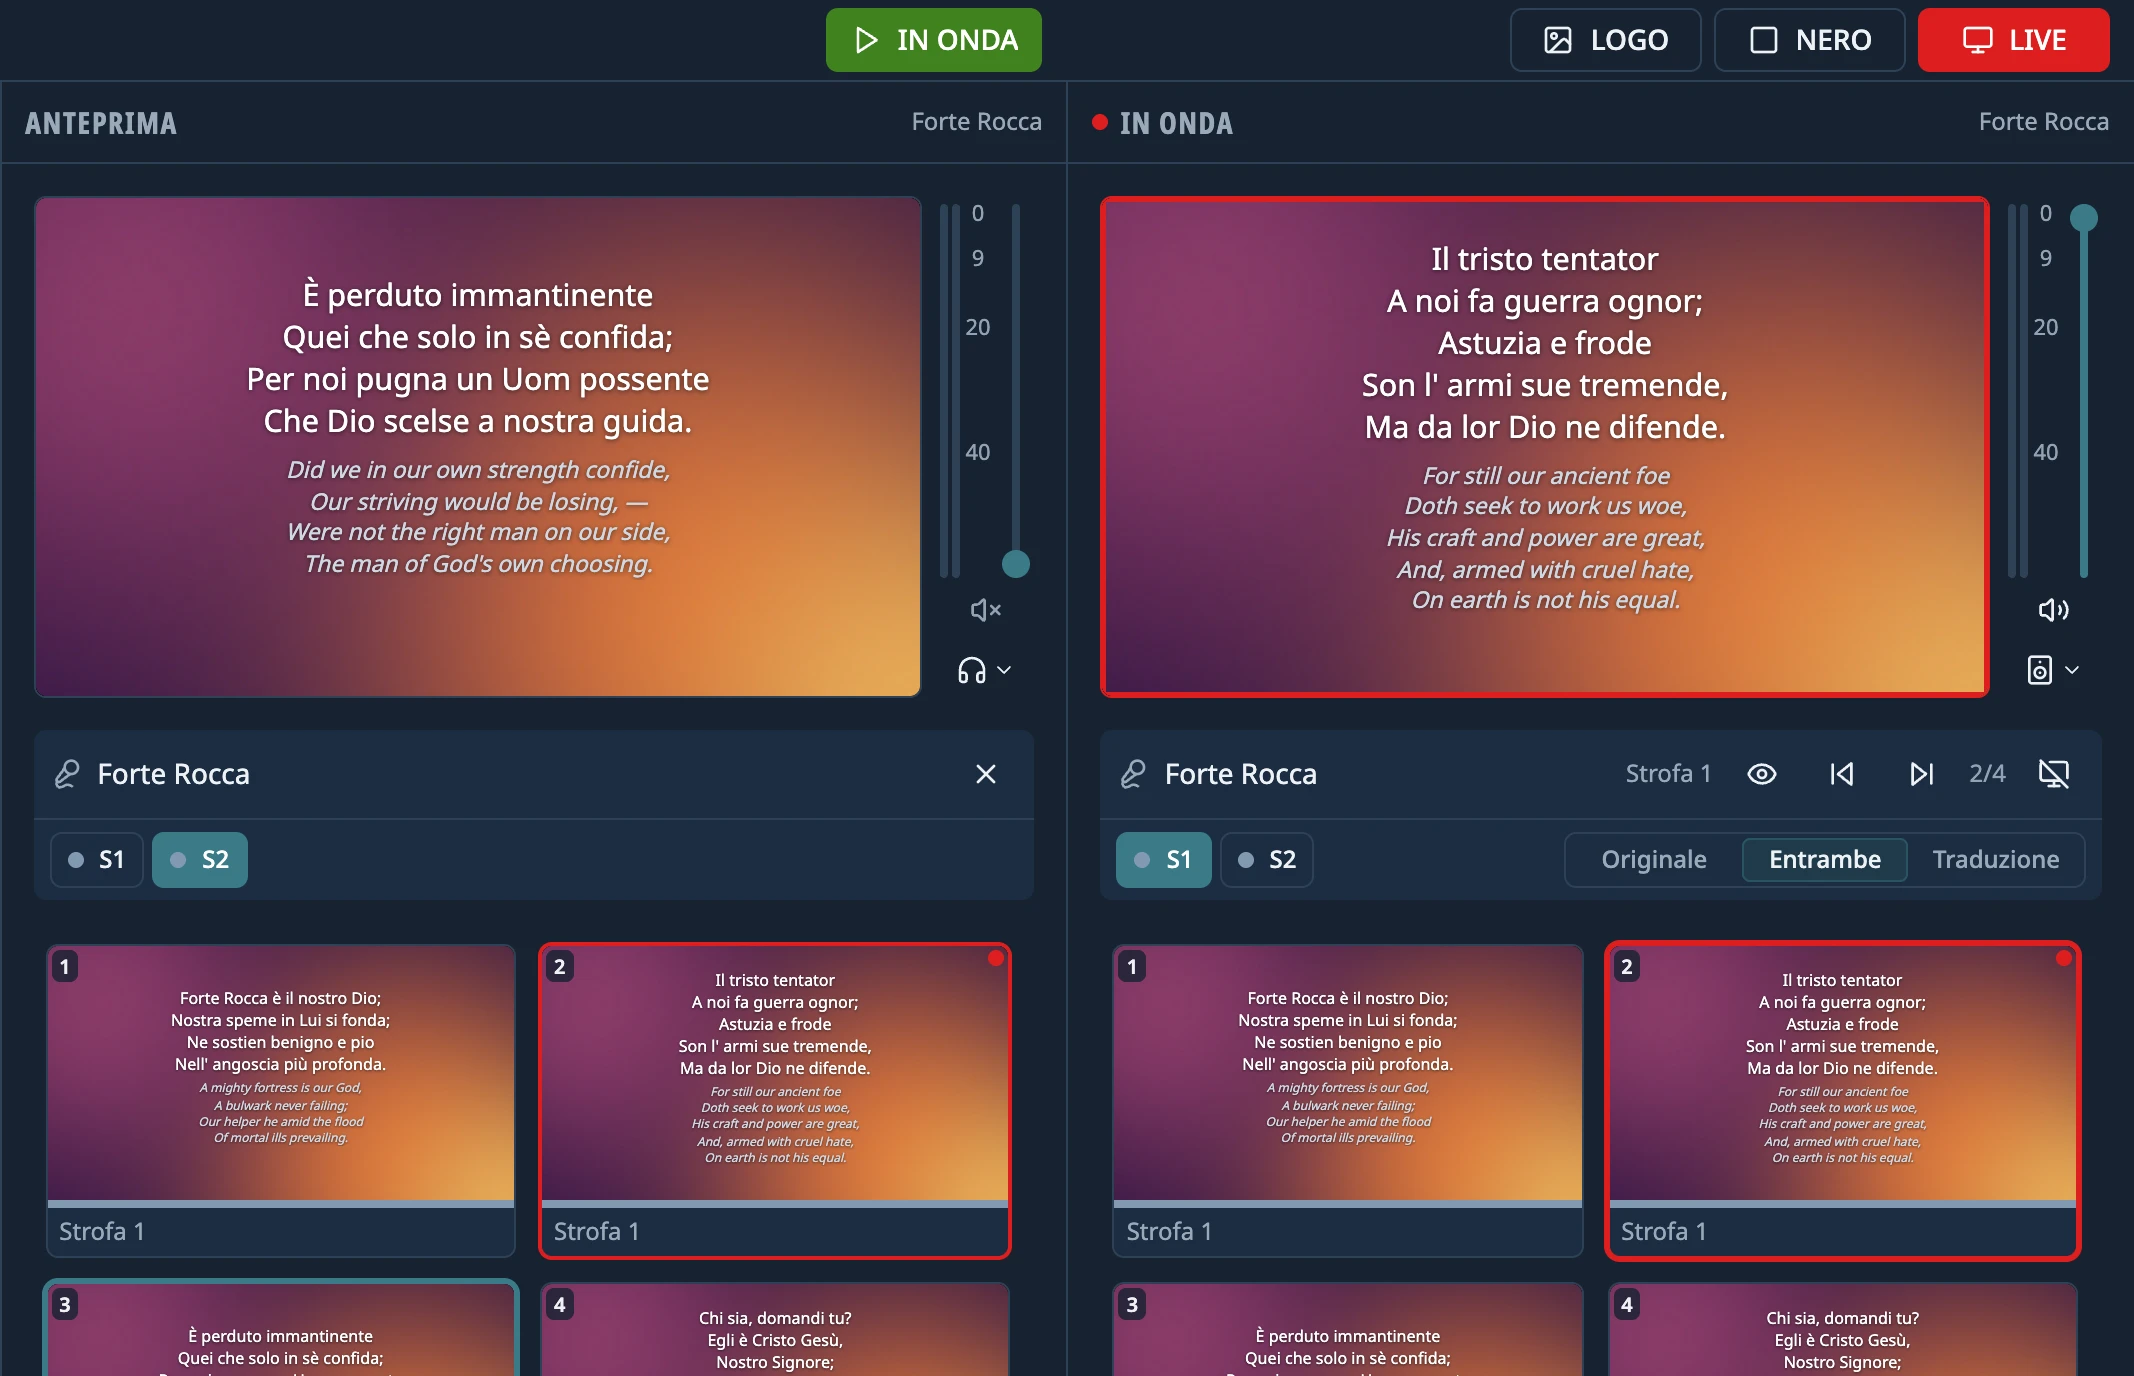 IN ONDA
LOGO
NERO
LIVE
ANTEPRIMA
Forte Rocca
È perduto immantinente
Quei che solo in sè confida;
Per noi pugna un Uom possente
Che Dio scelse a nostra guida.
Did we in our own strength confide,
Our striving would be losing, —
Were not the right man on our side,
The man of God's own choosing.
0
9
20
40
IN ONDA
Forte Rocca
Il tristo tentator
A noi fa guerra ognor;
Astuzia e frode
Son l' armi sue tremende,
Ma da lor Dio ne difende.
For still our ancient foe
Doth seek to work us woe,
His craft and power are great,
And, armed with cruel hate,
On earth is not his equal.
0
9
20
40
Forte Rocca
S1
S2
Forte Rocca
Strofa 1
2/4
S1
S2
Originale
Entrambe
Traduzione
1
Forte Rocca è il nostro Dio;
Nostra speme in Lui si fonda;
Ne sostien benigno e pio
Nell' angoscia più profonda.
A mighty fortress is our God,
A bulwark never failing;
Our helper he amid the flood
Of mortal ills prevailing.
Strofa 1
2
Il tristo tentator
A noi fa guerra ognor;
Astuzia e frode
Son l' armi sue tremende,
Ma da lor Dio ne difende.
For still our ancient foe
Doth seek to work us woe,
His craft and power are great,
And, armed with cruel hate,
On earth is not his equal.
Strofa 1
3
È perduto immantinente
Quei che solo in sè confida;
4
Chi sia, domandi tu?
Egli è Cristo Gesù,
Nostro Signore;
1
Forte Rocca è il nostro Dio;
Nostra speme in Lui si fonda;
Ne sostien benigno e pio
Nell' angoscia più profonda.
A mighty fortress is our God,
A bulwark never failing;
Our helper he amid the flood
Of mortal ills prevailing.
Strofa 1
2
Il tristo tentator
A noi fa guerra ognor;
Astuzia e frode
Son l' armi sue tremende,
Ma da lor Dio ne difende.
For still our ancient foe
Doth seek to work us woe,
His craft and power are great,
And, armed with cruel hate,
On earth is not his equal.
Strofa 1
3
È perduto immantinente
Quei che solo in sè confida;
4
Chi sia, domandi tu?
Egli è Cristo Gesù,
Nostro Signore;